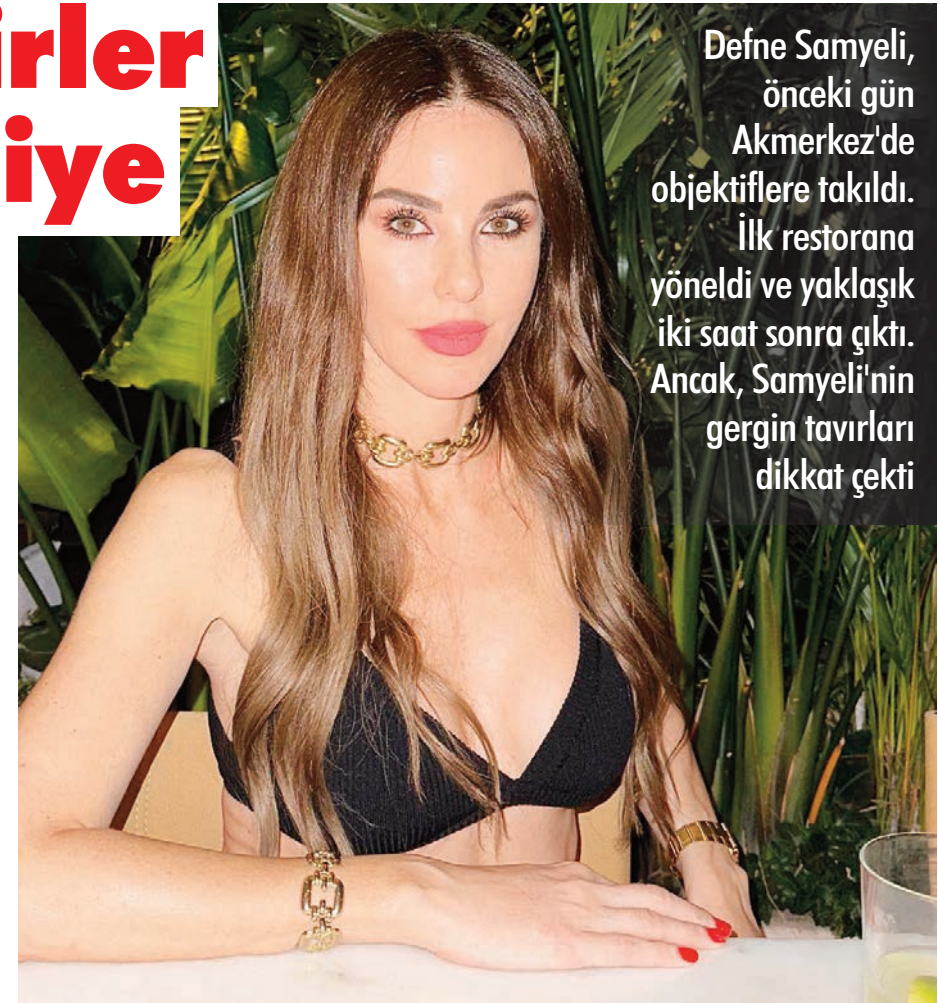 irler
iye
Defne Samyeli,
önceki gün
Akmerkez'de
objektiflere takıldı.
İlk restorana
yöneldi ve yaklaşık
iki saat sonra çıktı.
Ancak, Samyeli'nin
gergin tavırları
dikkat çekti